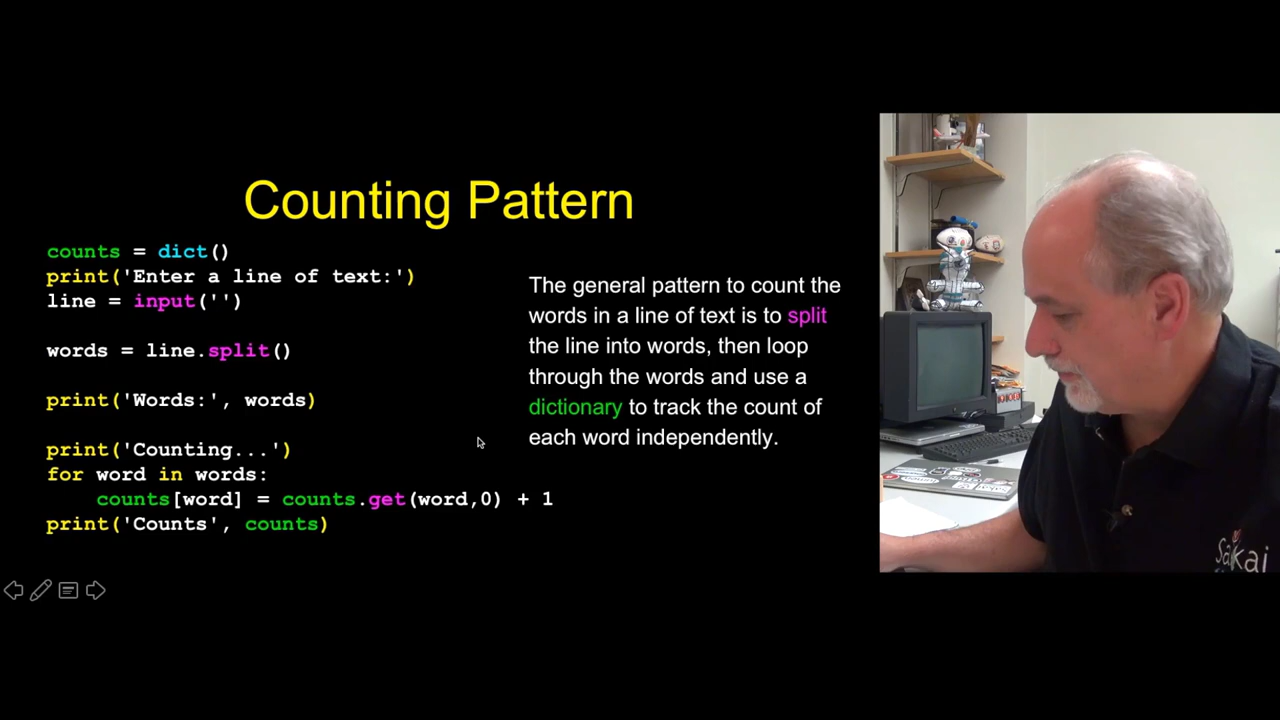 Counting Pattern
counts = dict()
print('Enter a line of text:')
line = input('')
words = line.split()
print('Words:', words)
print('Counting...')
for word in words:
    counts[word] = counts.get(word,0) + 1
print('Counts', counts)
The general pattern to count the
words in a line of text is to split
the line into words, then loop
through the words and use a
dictionary to track the count of
each word independently.
Sakai